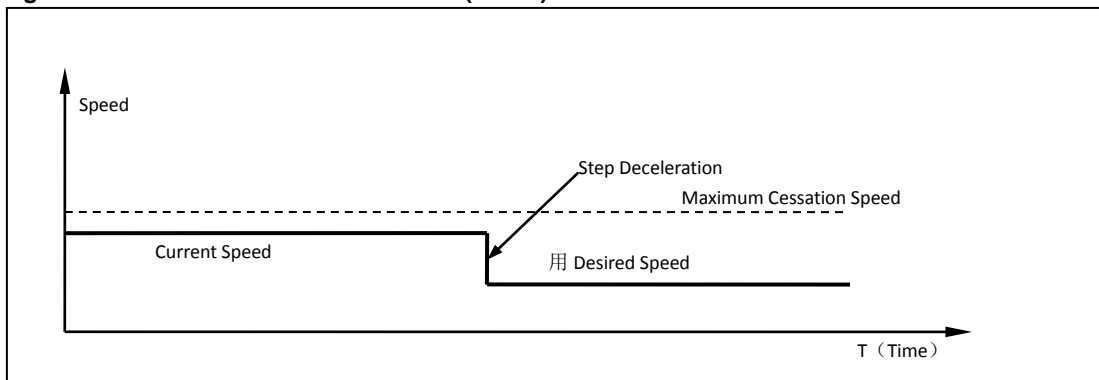 Speed
Step Deceleration
Maximum Cessation Speed
Current Speed
用 Desired Speed
T（Time）